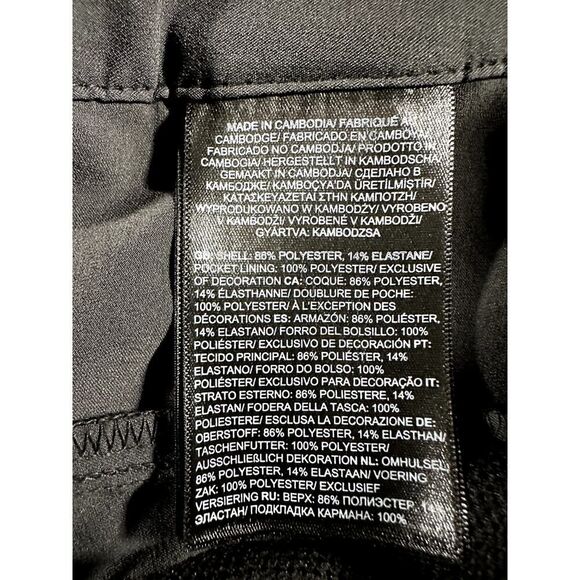 MADE IN CAMBODIA/ FABRIQUÉ AU
CAMBODGE/ FABRICADO EN CAMBOYA/
FABRICADO NO CAMBODJA/ PRODOTTO IN
CAMBOGIA/ HERGESTELLT IN KAMBODSCHA/
GEMAAKT IN CAMBODJA/ СДЕЛАНО В
КАМБОДЖЕ/ KAMBOÇYA'DA ÜRETİLMİŞTİR/
ΚΑΤΑΣΚΕΥΑΖΕΤΑΙ ΣΤΗΝ ΚΑΜΠΟΤΖΗ/
WYPRODUKOWANO W KAMBODŻY/ VYROBENO
V KAMBODŽI/ VYROBENÉ V KAMBODŽI/
GYÁRTVA: KAMBODZSA
GB: SHELL: 86% POLYESTER, 14% ELASTANE/
POCKET LINING: 100% POLYESTER/ EXCLUSIVE
OF DECORATION CA: COQUE: 86% POLYESTER,
14% ÉLASTHANNE/ DOUBLURE DE POCHE:
100% POLYESTER/ À L'EXCEPTION DES
DÉCORATIONS ES: ARMAZÓN: 86% POLIÉSTER,
14% ELASTANO/ FORRO DEL BOLSILLO: 100%
POLIÉSTER/ EXCLUSIVO DE DECORACIÓN PT:
TECIDO PRINCIPAL: 86% POLIÉSTER, 14%
ELASTANO/ FORRO DO BOLSO: 100%
POLIÉSTER/ EXCLUSIVO PARA DECORAÇÃO IT:
STRATO ESTERNO: 86% POLIESTERE, 14%
ELASTAN/ FODERA DELLA TASCA: 100%
POLIESTERE/ ESCLUSA LA DECORAZIONE DE:
OBERSTOFF: 86% POLYESTER, 14% ELASTHAN/
TASCHENFUTTER: 100% POLYESTER/
AUSSCHLIEßLICH DEKORATION NL: OMHULSEL:
86% POLYESTER, 14% ELASTAAN/ VOERING
ZAK: 100% POLYESTER/ EXCLUSIEF
VERSIERING RU: ВЕРХ: 86% ПОЛИЭСТЕР,
ЭЛАСТАН/ ПОДКЛАДКА КАРМАНА: 100%